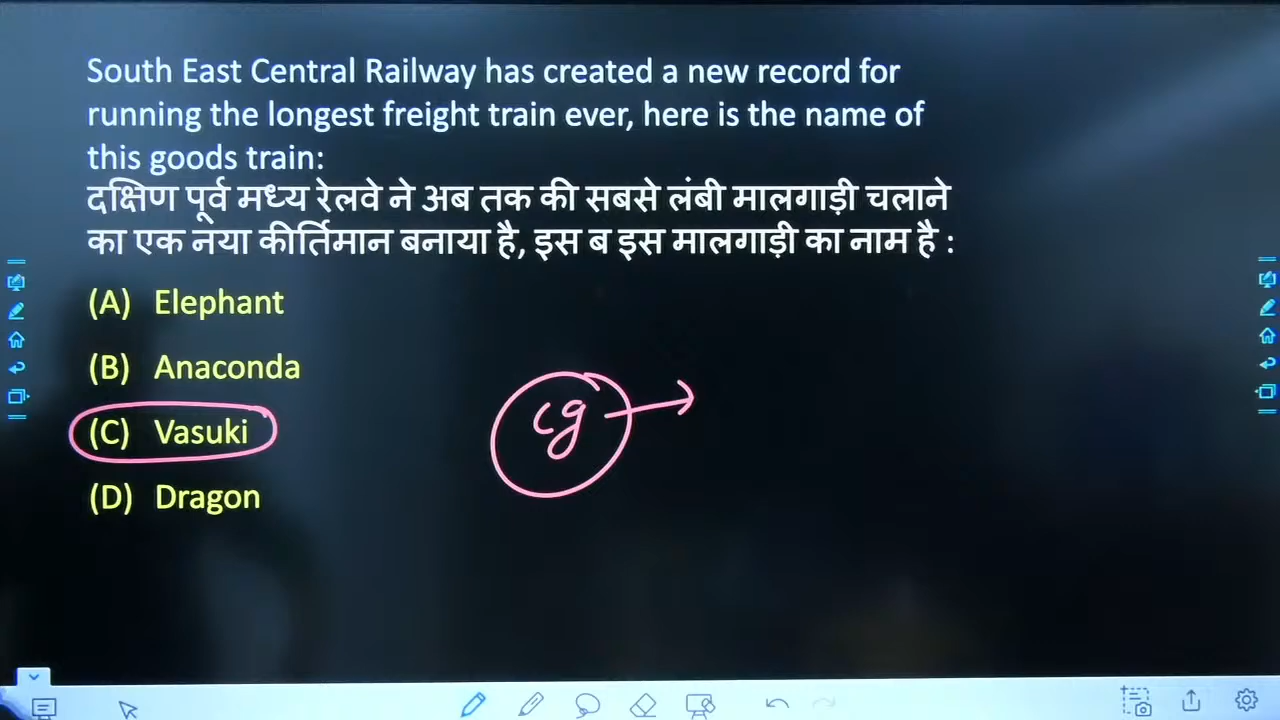 South East Central Railway has created a new record for
running the longest freight train ever, here is the name of
this goods train:
दक्षिण पूर्व मध्य रेलवे ने अब तक की सबसे लंबी मालगाड़ी चलाने
का एक नया कीर्तिमान बनाया है, इस ब इस मालगाड़ी का नाम है :
(A) Elephant
(B) Anaconda
(C) Vasuki
(D) Dragon
cg